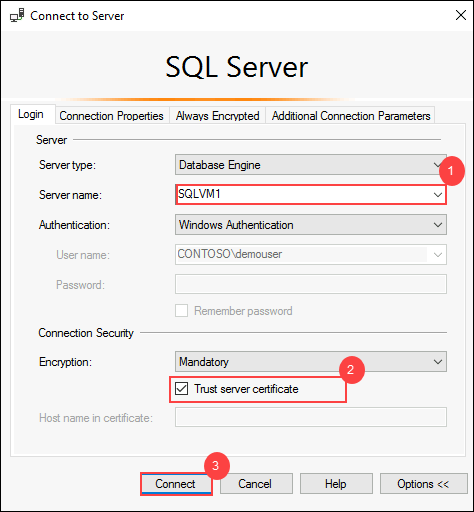 Connect to Server
SQL Server
Login Connection Properties Always Encrypted Additional Connection Parameters
Server
Server type: Database Engine
1
Server name: SQLVM1
Authentication: Windows Authentication
User name: CONTOSO\demouser
Password:
Remember password
Connection Security
Encryption: Mandatory
2
Trust server certificate
Host name in certificate:
3
Connect Cancel Help Options <<